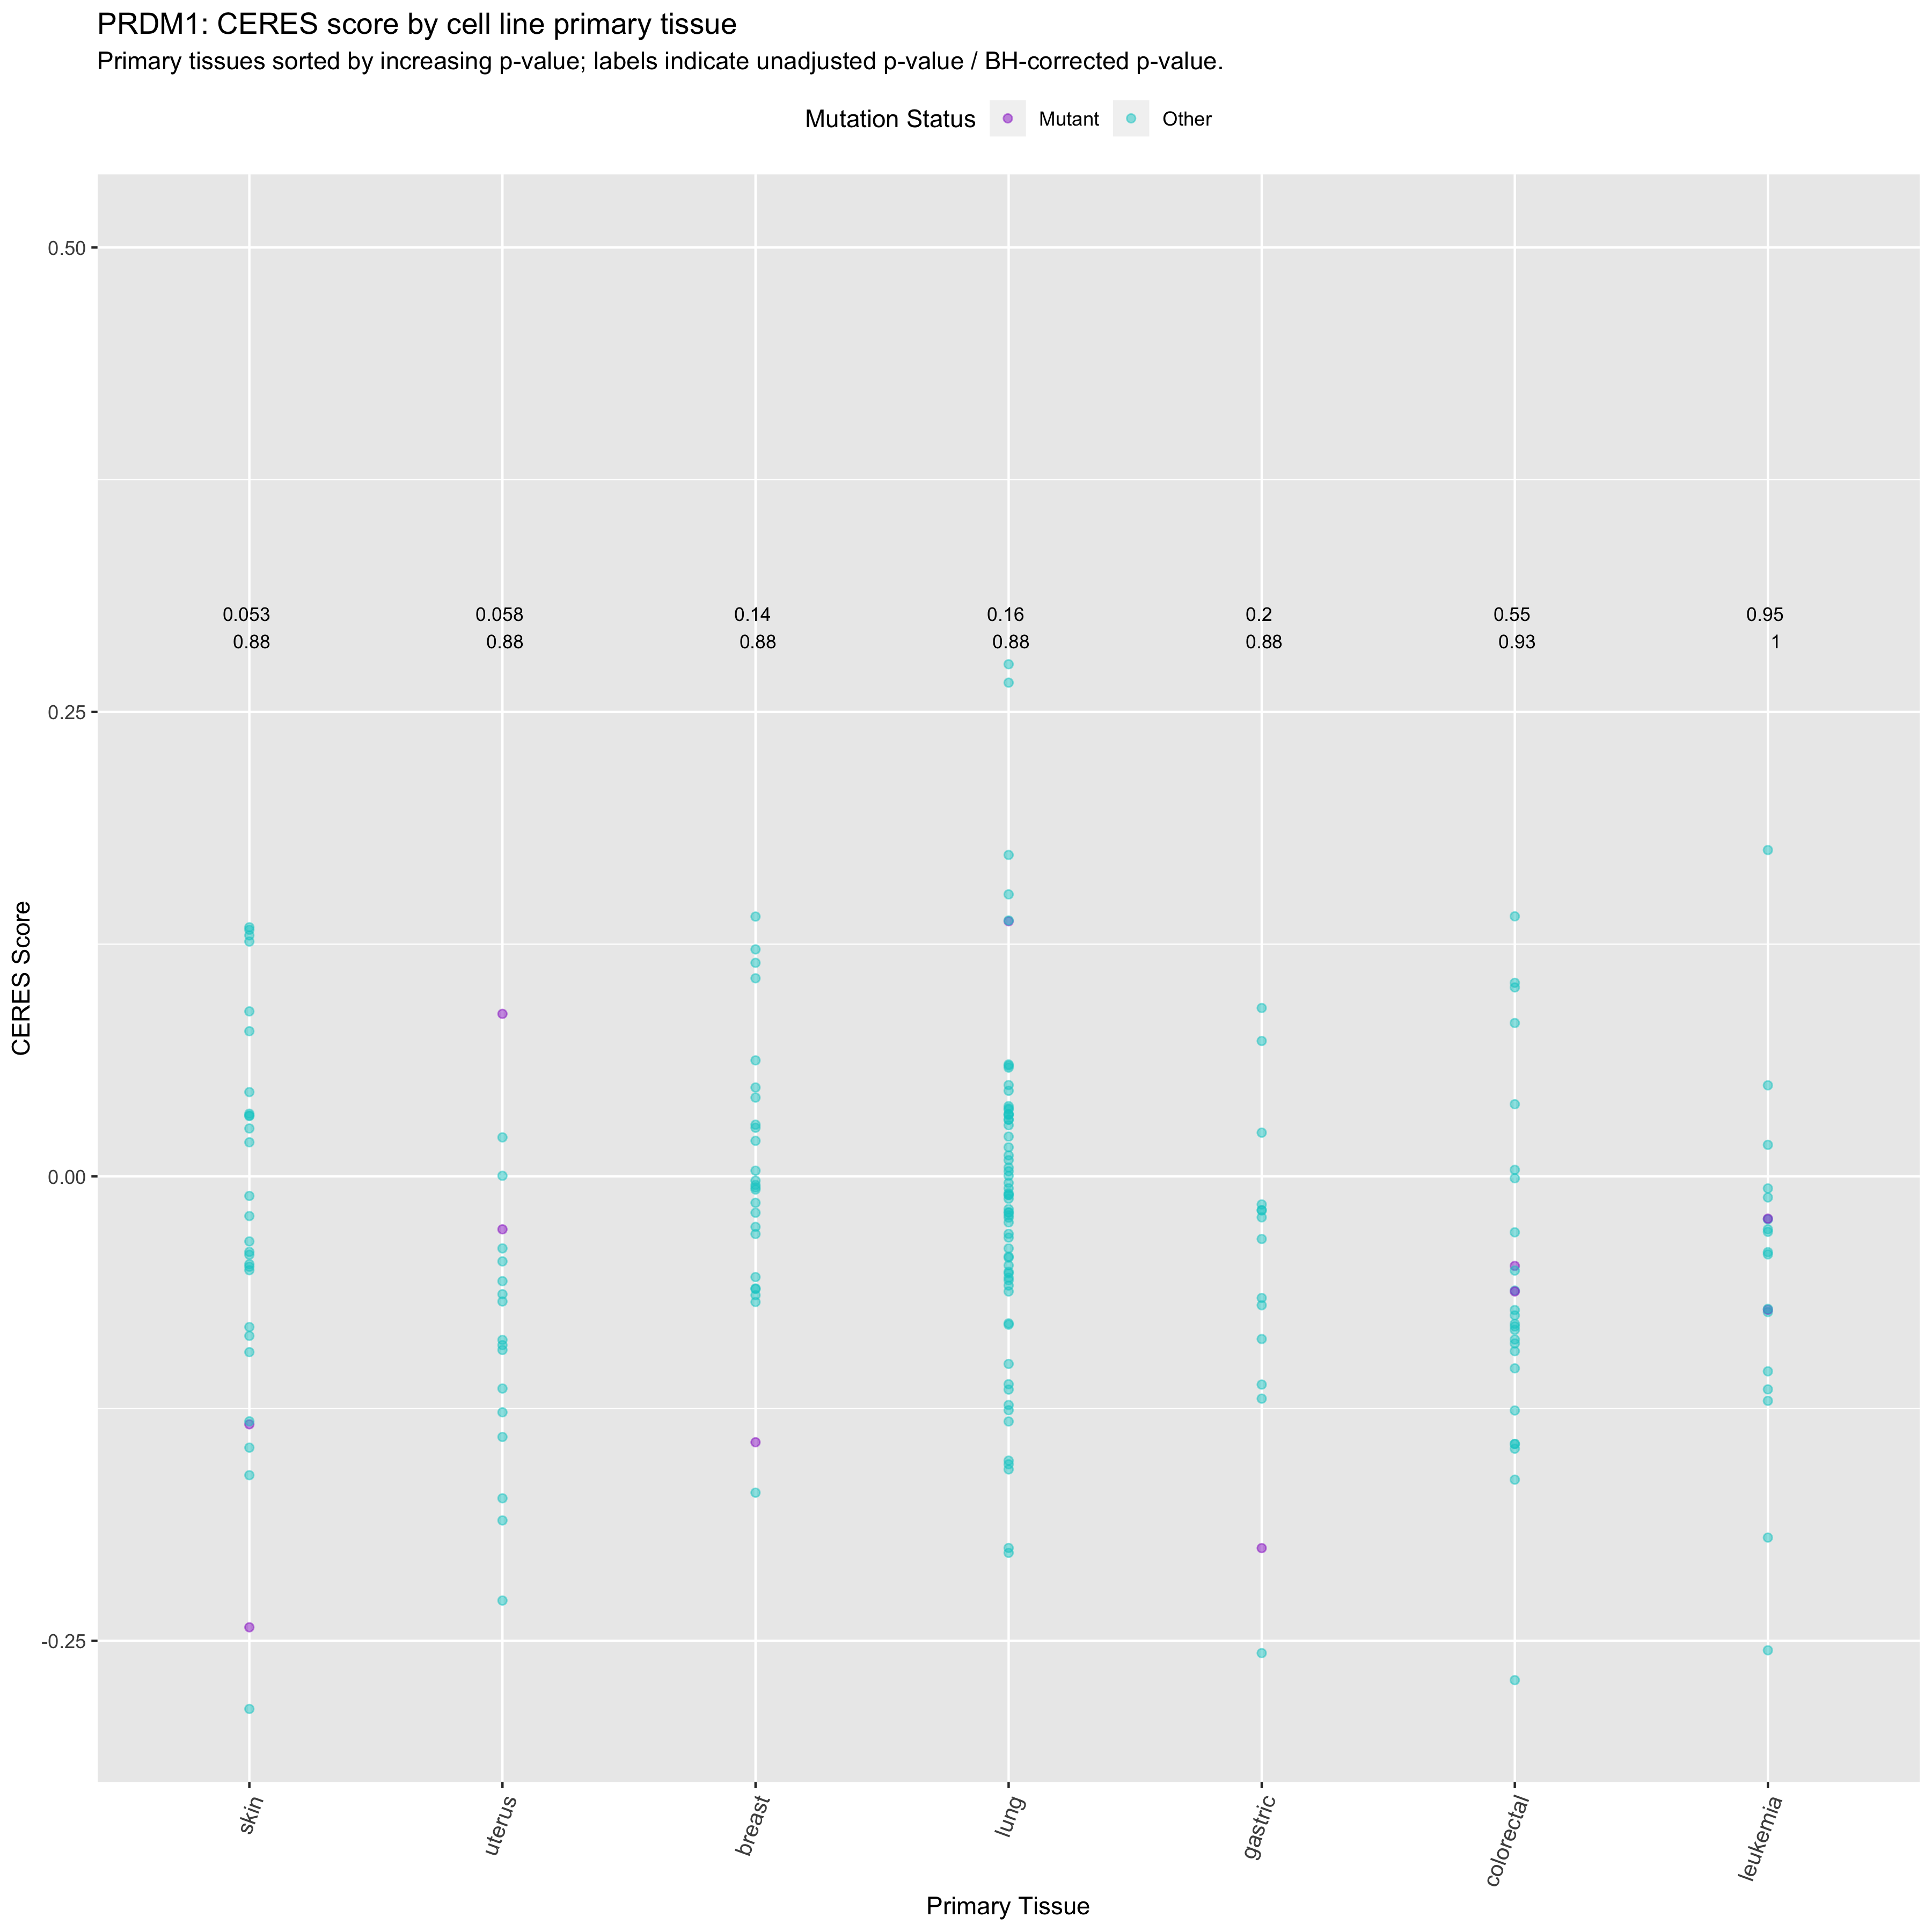 PRDM1: CERES score by cell line primary tissue
Primary tissues sorted by increasing p-value; labels indicate unadjusted p-value / BH-corrected p-value.
Mutation Status Mutant Other
0.50
0.053 0.058 0.14 0.16 0.2 0.55 0.95
0.88 0.88 0.88 0.88 0.88 0.93 1
0.25
CERES Score
0.00
-0.25
skin uterus breast lung gastric colorectal leukemia
Primary Tissue